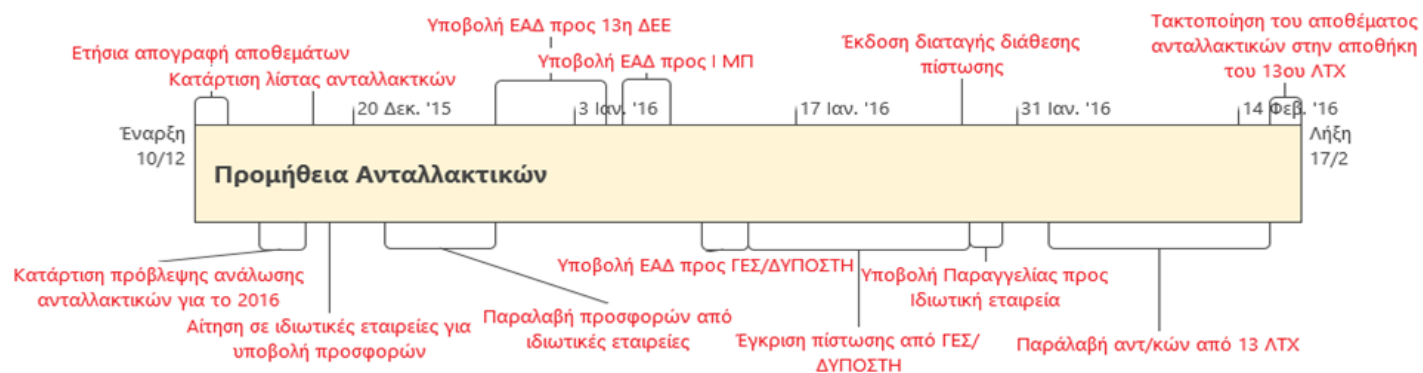 Υποβολή ΕΑΔ προς 13η ΔΕΕ
Τακτοποίηση του αποθέματος
ανταλλακτικών στην αποθήκη
του 13ου ΛΤΧ
Ετήσια απογραφή αποθεμάτων
Κατάρτιση λίστας ανταλλακτκών
Υποβολή ΕΑΔ προς Ι ΜΠ
Έκδοση διαταγής διάθεσης
πίστωσης
20 Δεκ. '15
3 Ιαν. '16
17 Ιαν. '16
31 Ιαν. '16
14 Φεβ. '16
Έναρξη
10/12
Προμήθεια Ανταλλακτικών
Λήξη
17/2
Κατάρτιση πρόβλεψης ανάλωσης
ανταλλακτικών για το 2016
Αίτηση σε ιδιωτικές εταιρείες για
υποβολή προσφορών
Παραλαβή προσφορών από
ιδιωτικές εταιρείες
Υποβολή ΕΑΔ προς ΓΕΣ/ΔΥΠΟΣΤΗ
Έγκριση πίστωσης από ΓΕΣ/
ΔΥΠΟΣΤΗ
Υποβολή Παραγγελίας προς
Ιδιωτική εταιρεία
Παράλαβή αντ/κών από 13 ΛΤΧ